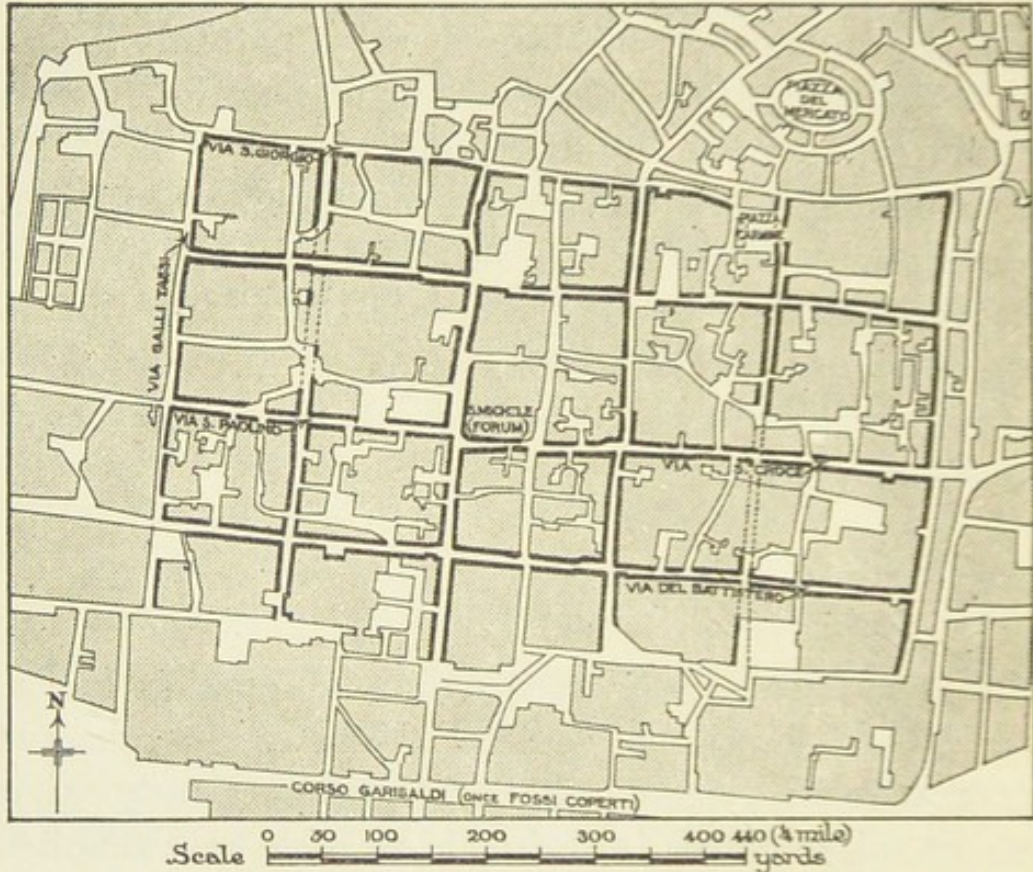 PIAZZA
DEL
MERCATO
VIA S. GIORGIO
PIAZZA
CARMINE
VIA GALLI TASSI
S. MICHELE
(FORUM)
VIA S. PAOLINO
VIA S. CROCE
VIA DEL BATTISTERO
N
CORSO GARIBALDI (ONCE FOSSI COPERTI)
0 50 100 200 300 400 440 (¼ mile)
Scale yards